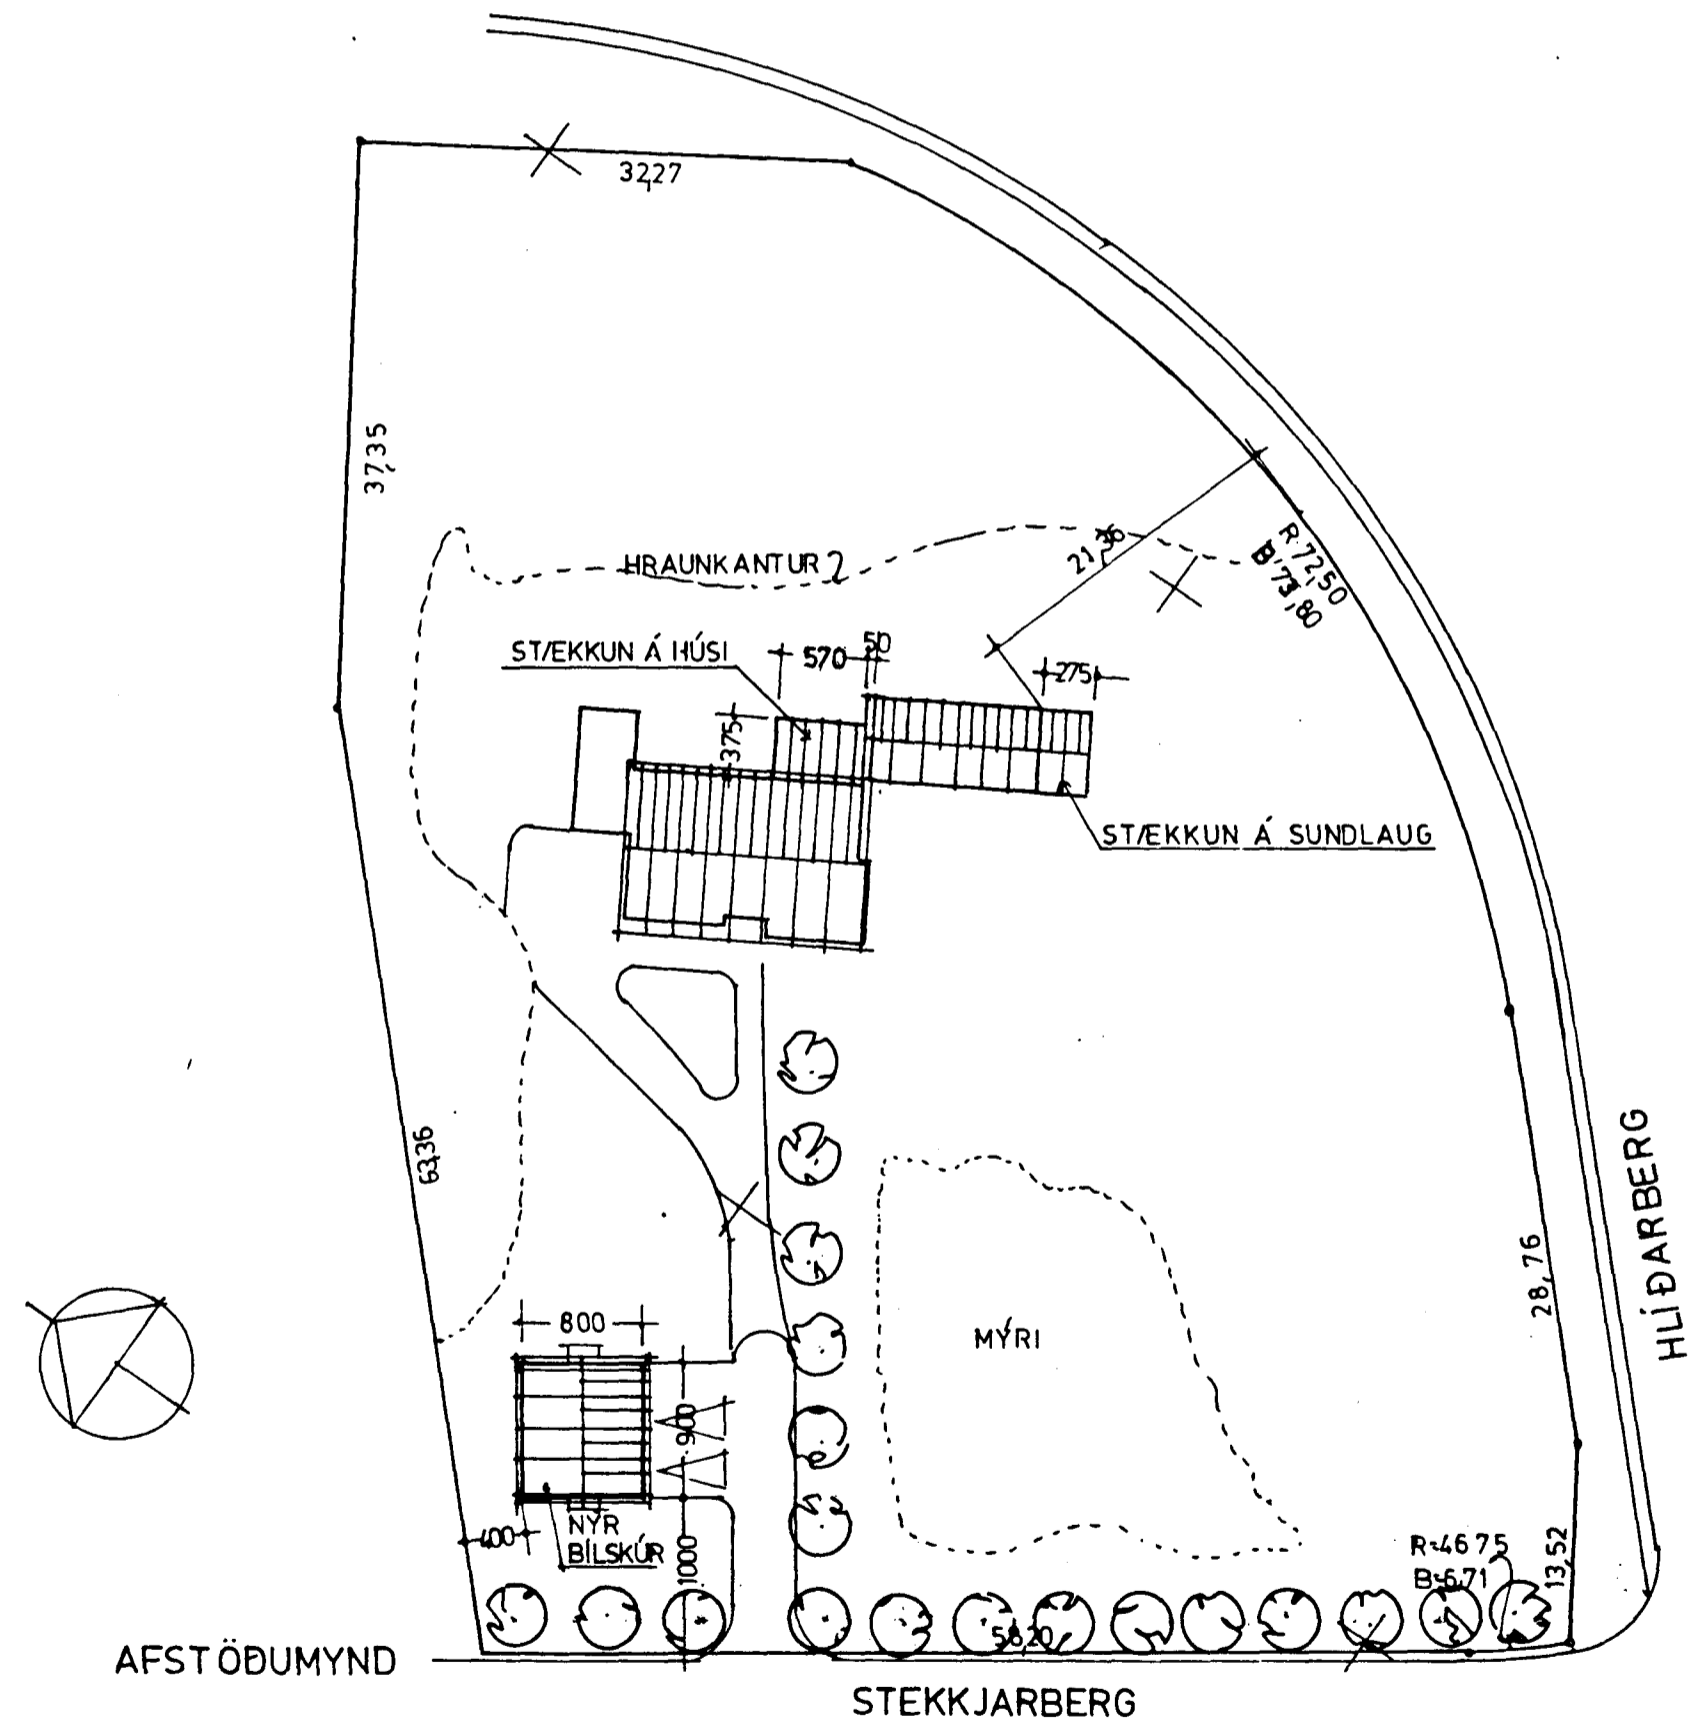 32,27
37,35
HRAUNKANTUR 2
21,36
R·72,50
B·73,80
STÆKKUN Á HÚSI
570
50
275
375
STÆKKUN Á SUNDLAUG
63,36
HLÍÐARBERG
28,76
MÝRI
800
900
400
NÝR
BÍLSKÚR
1000
R=46 75
B=6,71
13,52
58,20
AFSTÖÐUMYND
STEKKJARBERG